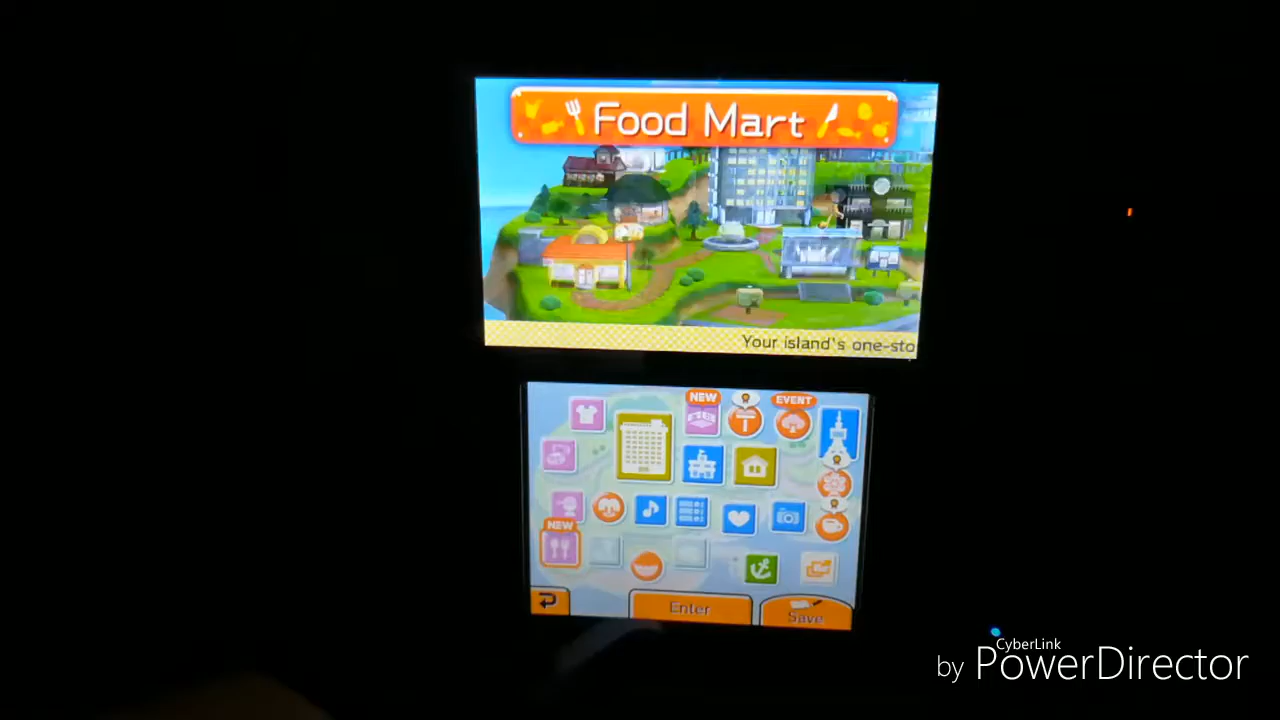 Food Mart
Your island's one-sto
NEW
EVENT
NEW
Enter
Save
CyberLink
by PowerDirector